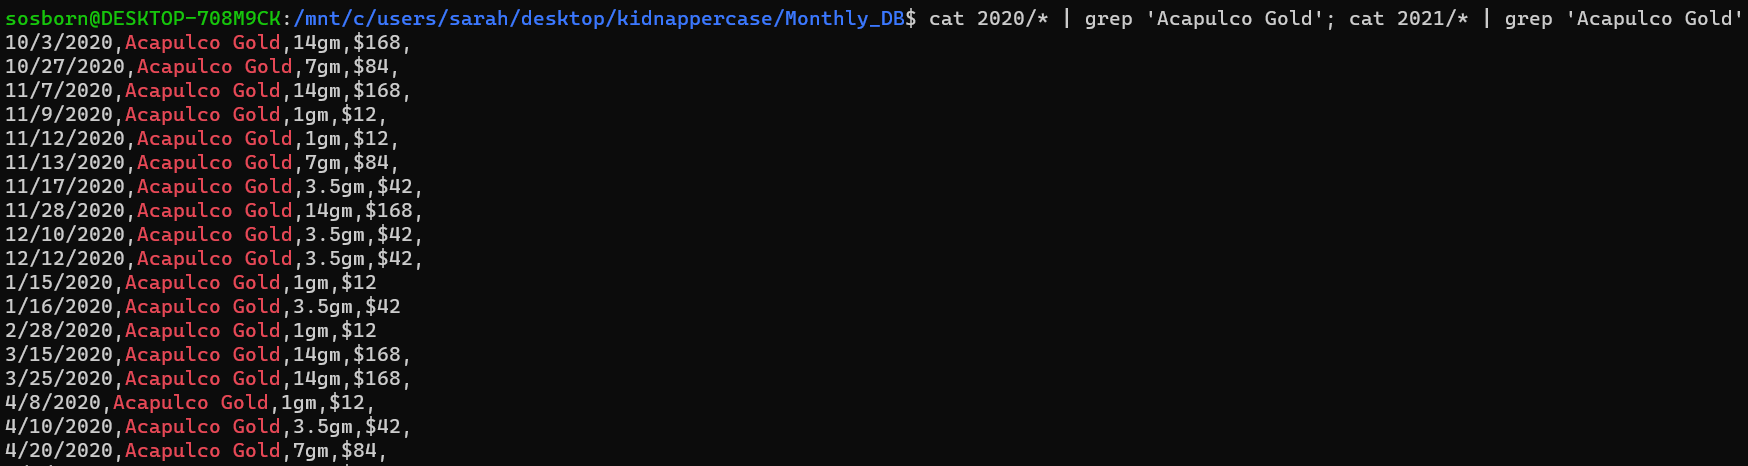 sosborn@DESKTOP-708M9CK:/mnt/c/users/sarah/desktop/kidnappercase/Monthly_DB$ cat 2020/* | grep 'Acapulco Gold'; cat 2021/* | grep 'Acapulco Gold'
10/3/2020,Acapulco Gold,14gm,$168,
10/27/2020,Acapulco Gold,7gm,$84,
11/7/2020,Acapulco Gold,14gm,$168,
11/9/2020,Acapulco Gold,1gm,$12,
11/12/2020,Acapulco Gold,1gm,$12,
11/13/2020,Acapulco Gold,7gm,$84,
11/17/2020,Acapulco Gold,3.5gm,$42,
11/28/2020,Acapulco Gold,14gm,$168,
12/10/2020,Acapulco Gold,3.5gm,$42,
12/12/2020,Acapulco Gold,3.5gm,$42,
1/15/2020,Acapulco Gold,1gm,$12
1/16/2020,Acapulco Gold,3.5gm,$42
2/28/2020,Acapulco Gold,1gm,$12
3/15/2020,Acapulco Gold,14gm,$168,
3/25/2020,Acapulco Gold,14gm,$168,
4/8/2020,Acapulco Gold,1gm,$12,
4/10/2020,Acapulco Gold,3.5gm,$42,
4/20/2020,Acapulco Gold,7gm,$84,